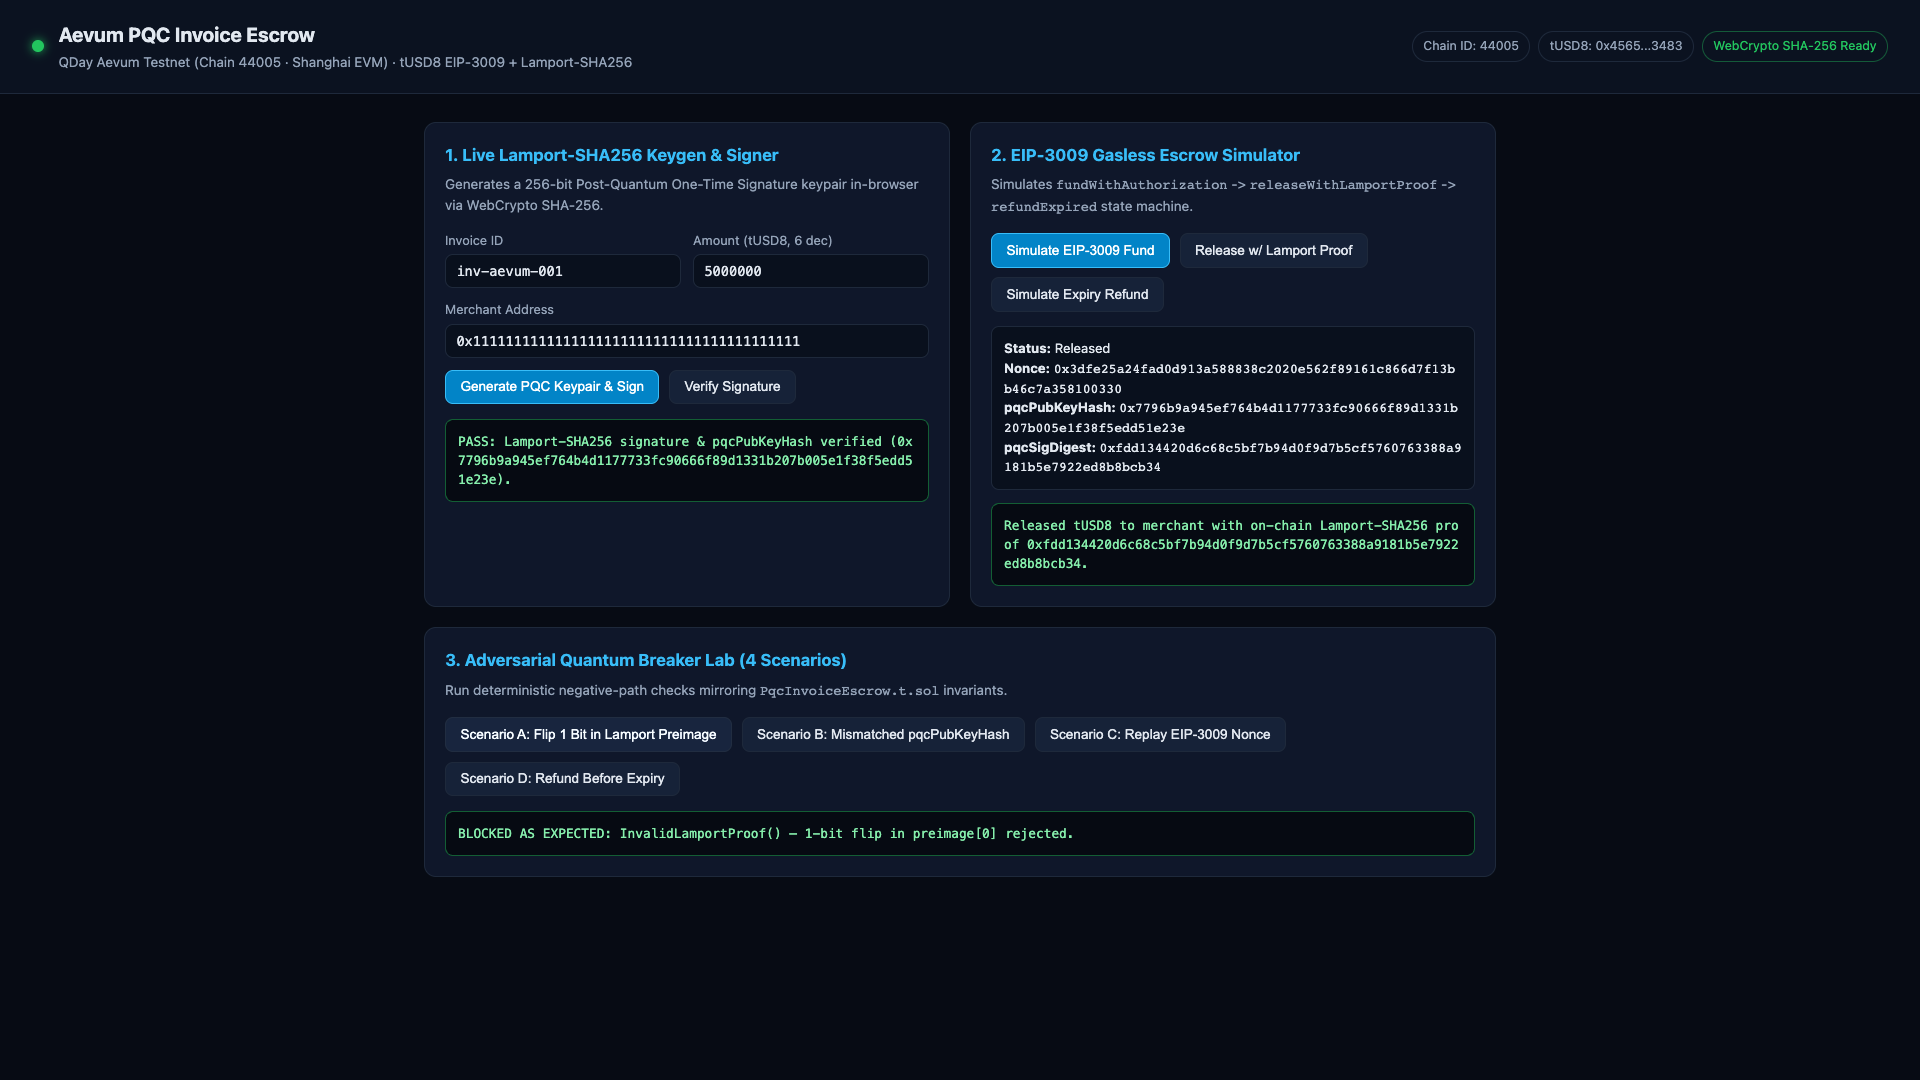 Aevum PQC Invoice Escrow
QDay Aevum Testnet (Chain 44005 · Shanghai EVM) · tUSD8 EIP-3009 + Lamport-SHA256
Chain ID: 44005
tUSD8: 0x4565...3483
WebCrypto SHA-256 Ready
1. Live Lamport-SHA256 Keygen & Signer
Generates a 256-bit Post-Quantum One-Time Signature keypair in-browser
via WebCrypto SHA-256.
Invoice ID
Amount (tUSD8, 6 dec)
inv-aevum-001
5000000
Merchant Address
0x1111111111111111111111111111111111111111
Generate PQC Keypair & Sign
Verify Signature
PASS: Lamport-SHA256 signature & pqcPubKeyHash verified (0x
7796b9a945ef764b4d1177733fc90666f89d1331b207b005e1f38f5edd5
1e23e).
2. EIP-3009 Gasless Escrow Simulator
Simulates fundWithAuthorization -> releaseWithLamportProof ->
refundExpired state machine.
Simulate EIP-3009 Fund
Release w/ Lamport Proof
Simulate Expiry Refund
Status: Released
Nonce: 0x3dfe25a24fad0d913a588838c2020e562f89161c866d7f13b
b46c7a358100330
pqcPubKeyHash: 0x7796b9a945ef764b4d1177733fc90666f89d1331b
207b005e1f38f5edd51e23e
pqcSigDigest: 0xfdd134420d6c68c5bf7b94d0f9d7b5cf5760763388a9
181b5e7922ed8b8bcb34
Released tUSD8 to merchant with on-chain Lamport-SHA256 pro
of 0xfdd134420d6c68c5bf7b94d0f9d7b5cf5760763388a9181b5e7922
ed8b8bcb34.
3. Adversarial Quantum Breaker Lab (4 Scenarios)
Run deterministic negative-path checks mirroring PqcInvoiceEscrow.t.sol invariants.
Scenario A: Flip 1 Bit in Lamport Preimage
Scenario B: Mismatched pqcPubKeyHash
Scenario C: Replay EIP-3009 Nonce
Scenario D: Refund Before Expiry
BLOCKED AS EXPECTED: InvalidLamportProof() — 1-bit flip in preimage[0] rejected.